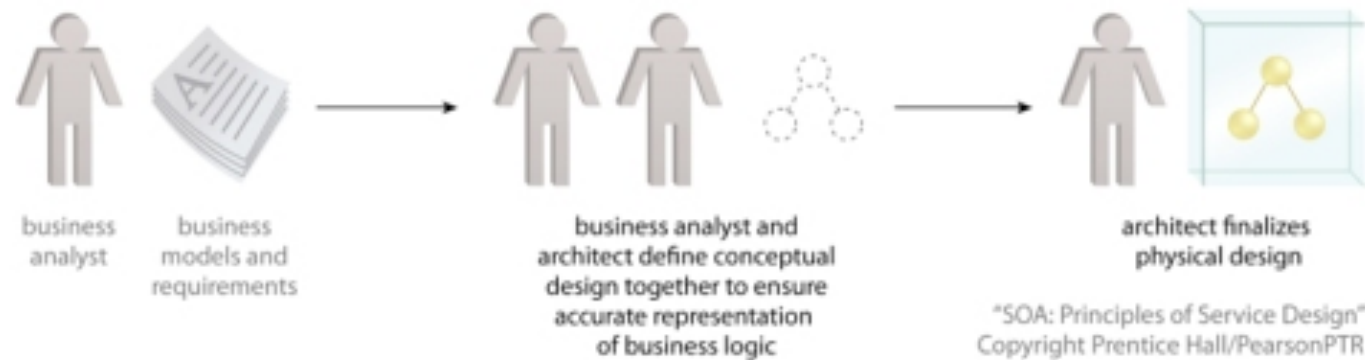 A
business
analyst
business
models and
requirements
business analyst and
architect define conceptual
design together to ensure
accurate representation
of business logic
architect finalizes
physical design
"SOA: Principles of Service Design"
Copyright Prentice Hall/PearsonPTR